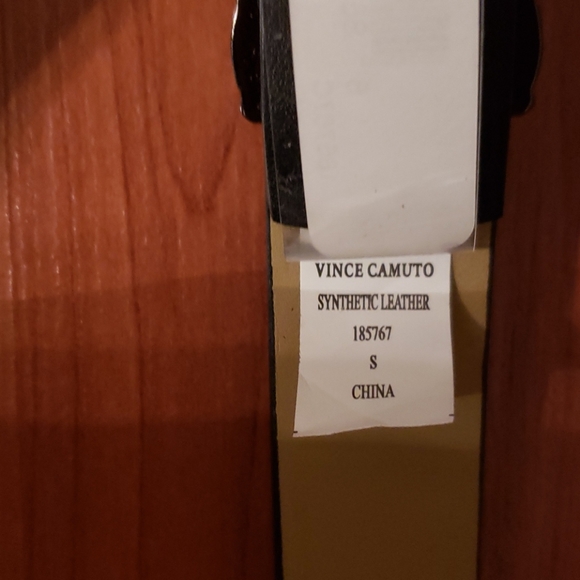 VINCE CAMUTO
SYNTHETIC LEATHER
185767
S
CHINA